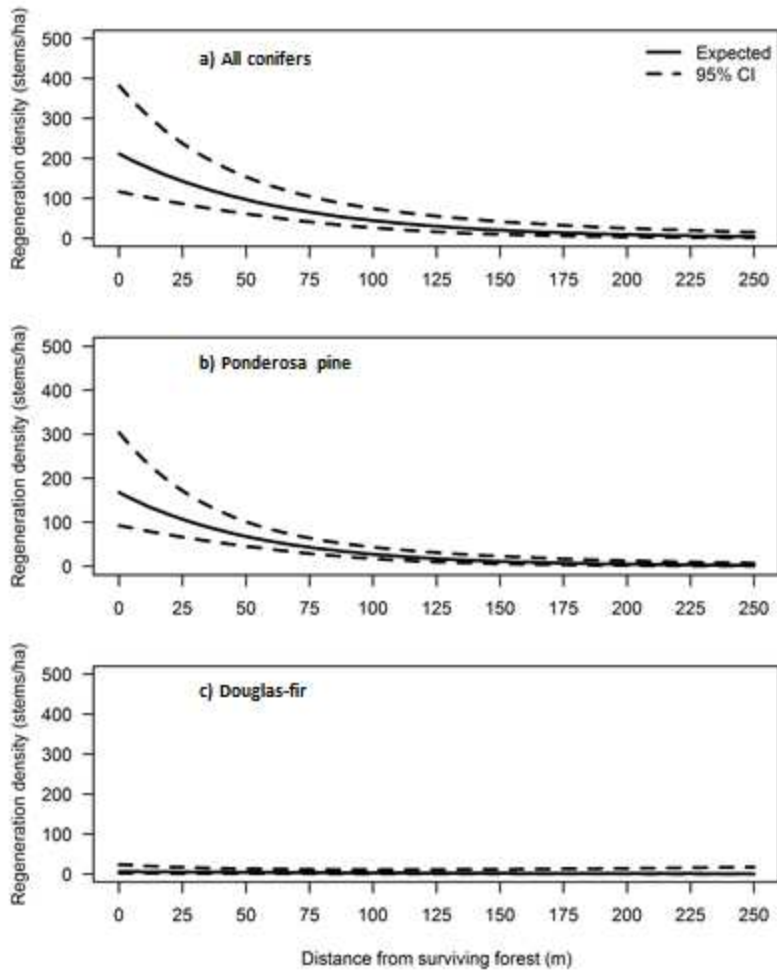 Regeneration density (stems/ha)
500
400
300
200
100
0
a) All conifers
Expected
95% CI
0 25 50 75 100 125 150 175 200 225 250
Regeneration density (stems/ha)
500
400
300
200
100
0
b) Ponderosa pine
0 25 50 75 100 125 150 175 200 225 250
Regeneration density (stems/ha)
500
400
300
200
100
0
c) Douglas-fir
0 25 50 75 100 125 150 175 200 225 250
Distance from surviving forest (m)